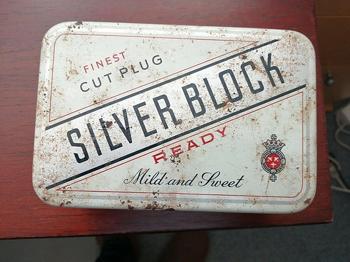 FINEST
CUT PLUG
SILVER BLOCK
READY
Mild and Sweet